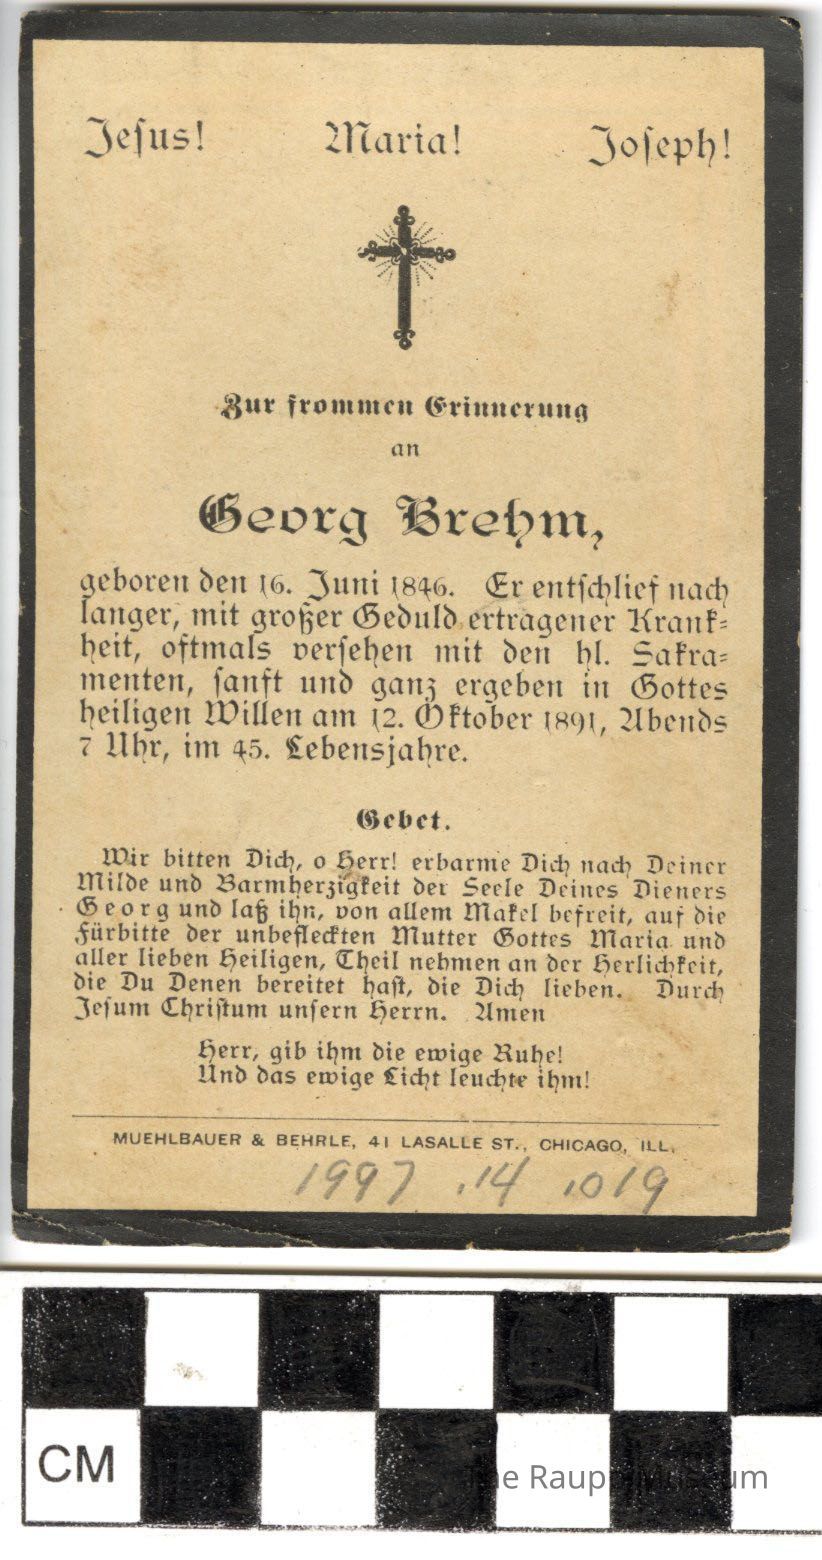 Jesus! Maria! Joseph!
Zur frommen Erinnerung
an
Georg Brehm,
geboren den 16. Juni 1846. Er entschlief nach
langer, mit großer Geduld ertragener Krank=
heit, oftmals versehen mit den hl. Sakra=
menten, sanft und ganz ergeben in Gottes
heiligen Willen am 12. Oktober 1891, Abends
7 Uhr, im 45. Lebensjahre.
Gebet.
Wir bitten Dich, o Herr! erbarme Dich nach Deiner
Milde und Barmherzigkeit der Seele Deines Dieners
Georg und laß ihn, von allem Makel befreit, auf die
Fürbitte der unbefleckten Mutter Gottes Maria und
aller lieben Heiligen, Theil nehmen an der Herlichkeit,
die Du Denen bereitet hast, die Dich lieben. Durch
Jesum Christum unsern Herrn. Amen
Herr, gib ihm die ewige Ruhe!
Und das ewige Licht leuchte ihm!
MUEHLBAUER & BEHRLE, 41 LASALLE ST., CHICAGO, ILL.
1997 .14 .019
CM
The Raupp Museum